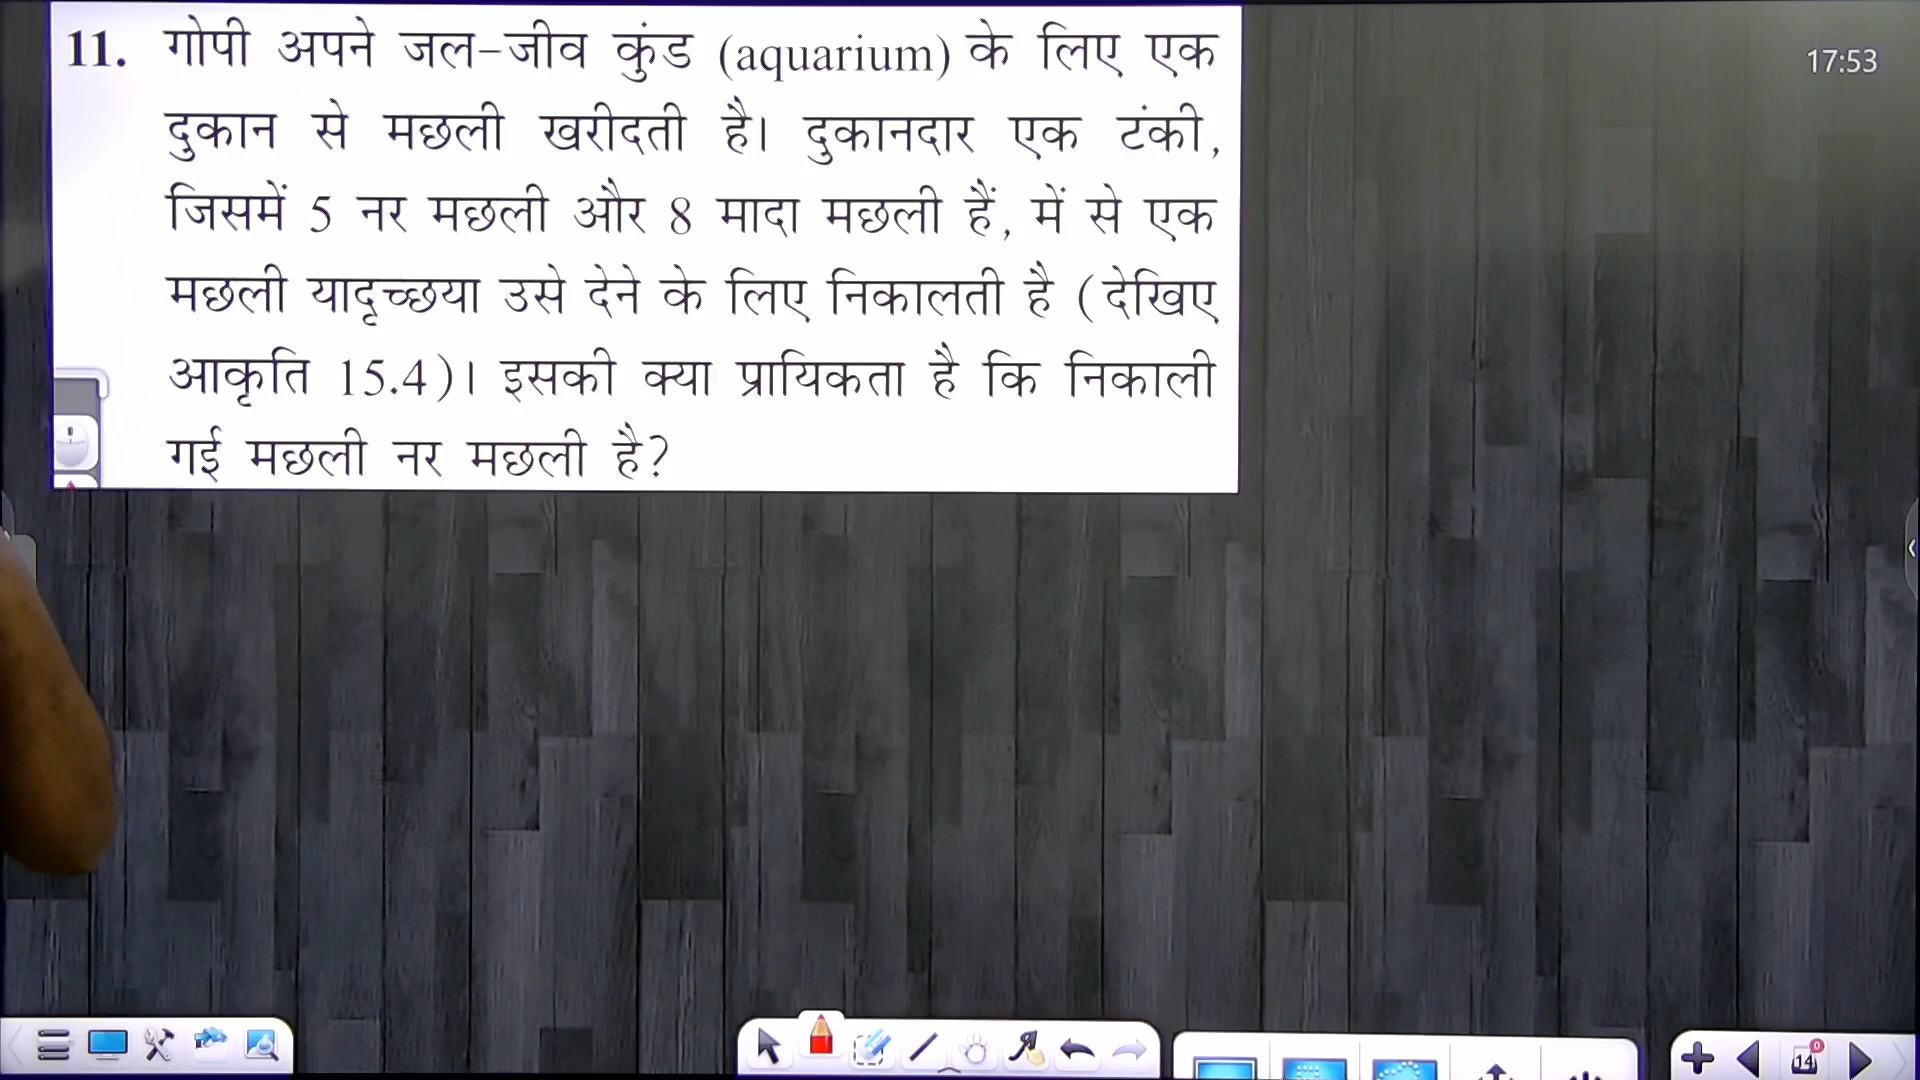 11. गोपी अपने जल-जीव कुंड (aquarium) के लिए एक
दुकान से मछली खरीदती है। दुकानदार एक टंकी,
जिसमें 5 नर मछली और 8 मादा मछली हैं, में से एक
मछली यादृच्छया उसे देने के लिए निकालती है (देखिए
आकृति 15.4)। इसकी क्या प्रायिकता है कि निकाली
गई मछली नर मछली है?
17:53
14
0